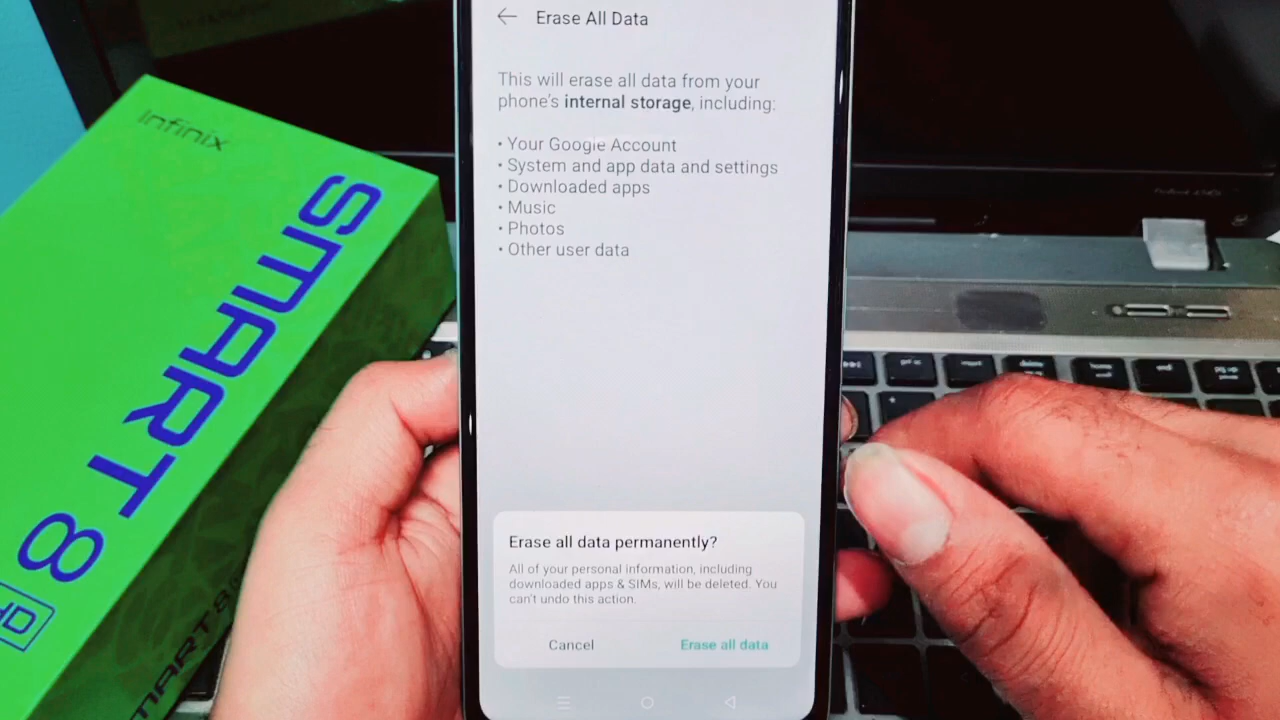 Erase All Data
This will erase all data from your
phone's internal storage, including:
• Your Google Account
• System and app data and settings
• Downloaded apps
• Music
• Photos
• Other user data
Erase all data permanently?
All of your personal information, including
downloaded apps & SIMs, will be deleted. You
can't undo this action.
Cancel
Erase all data
Infinix
SMART 8
home
end